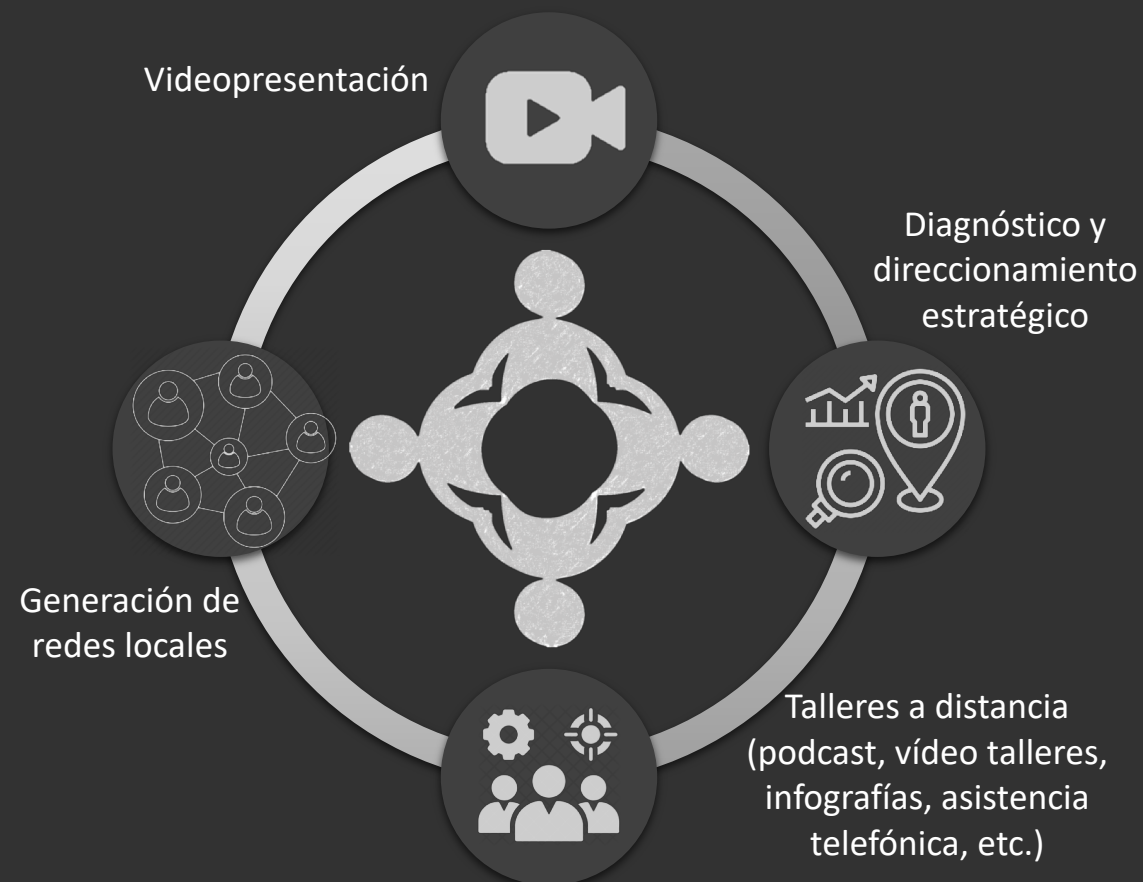 Videopresentación
Diagnóstico y
direccionamiento
estratégico
Talleres a distancia
(podcast, vídeo talleres,
infografías, asistencia
telefónica, etc.)
Generación de
redes locales